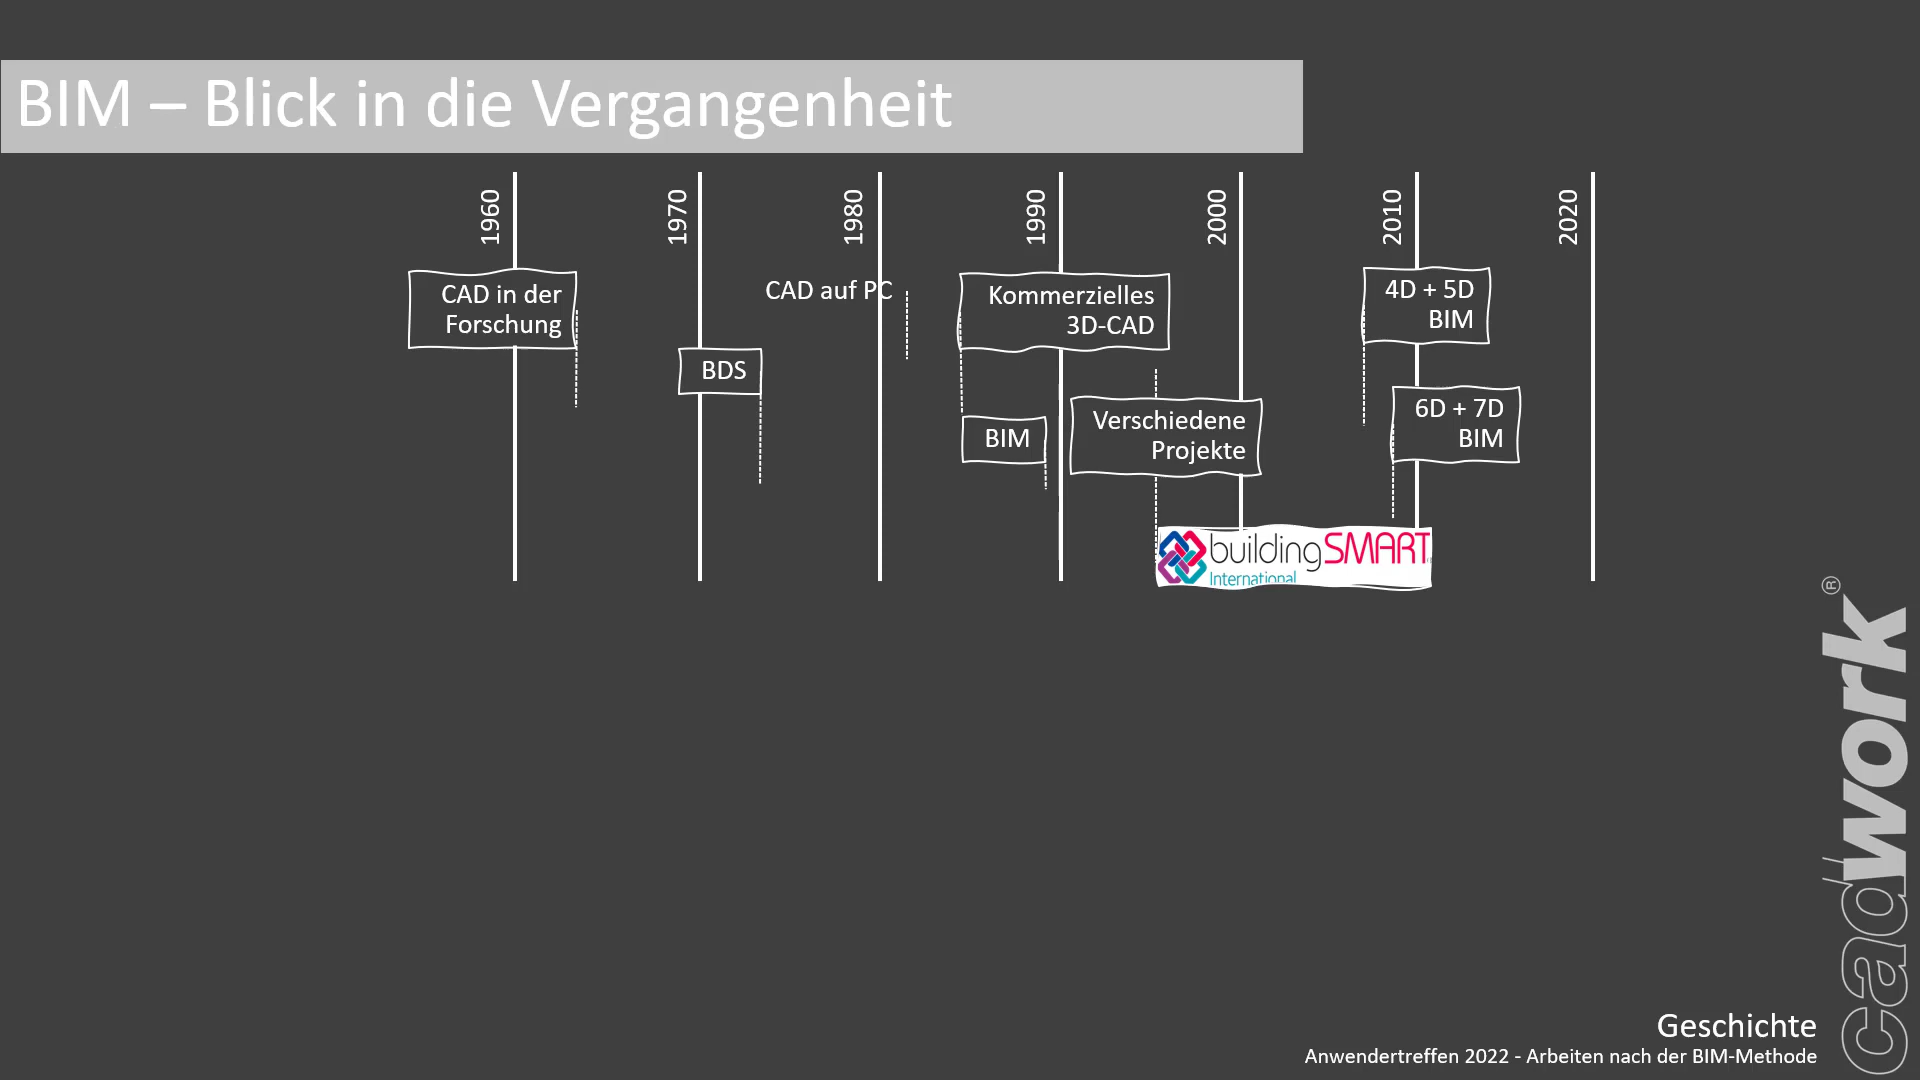 BIM – Blick in die Vergangenheit
1960
1970
1980
1990
2000
2010
2020
CAD in der
Forschung
BDS
CAD auf PC
Kommerzielles
3D-CAD
BIM
Verschiedene
Projekte
4D + 5D
BIM
6D + 7D
BIM
buildingSMART
International
cadwork®
Geschichte
Anwendertreffen 2022 - Arbeiten nach der BIM-Methode